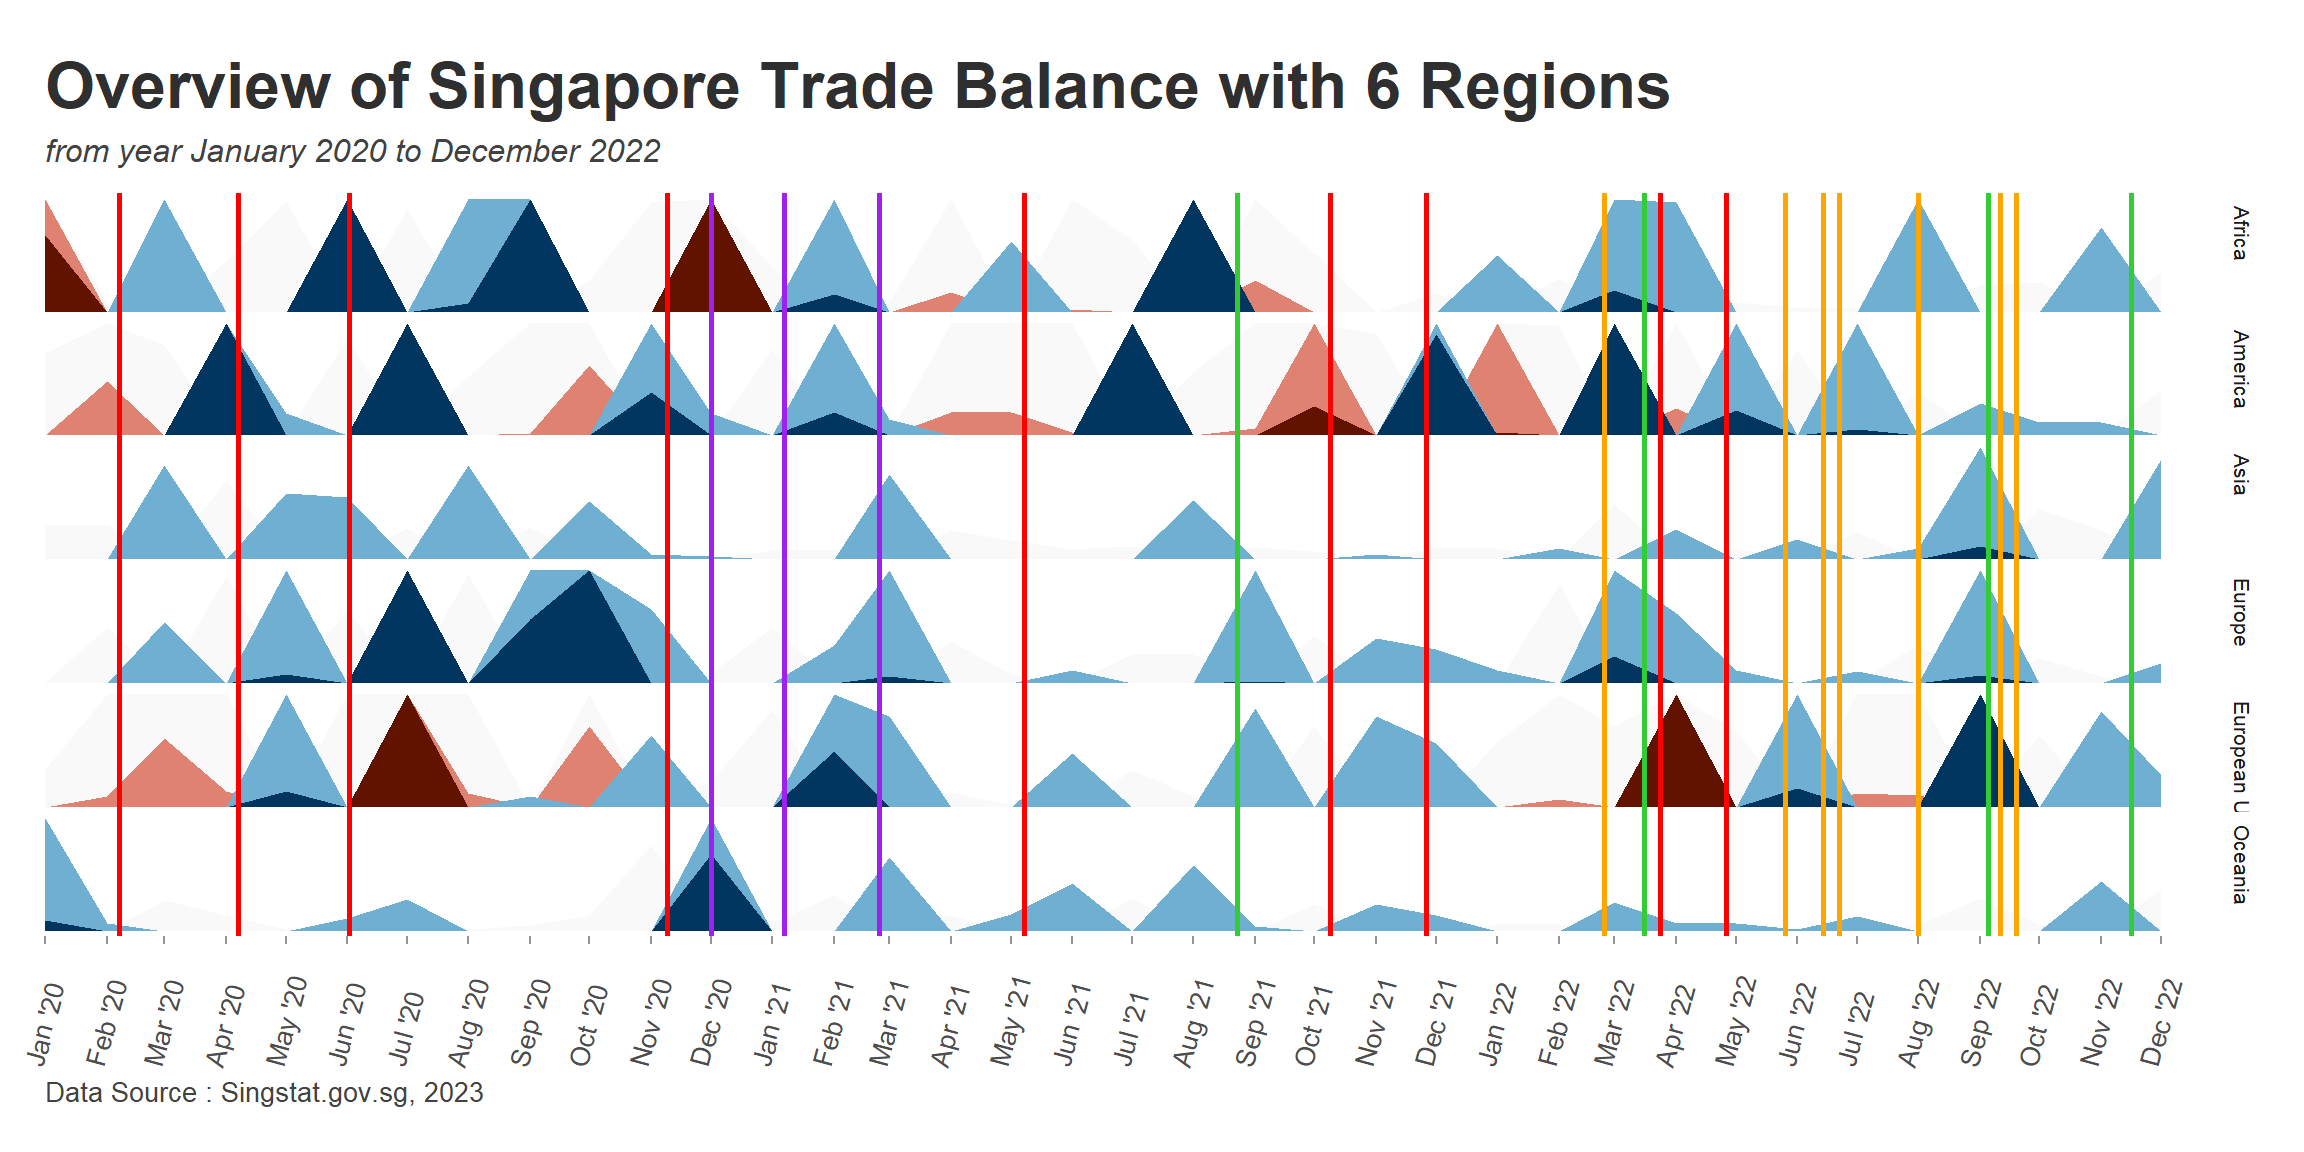 Overview of Singapore Trade Balance with 6 Regions
from year January 2020 to December 2022
Africa
America
Asia
Europe
European U
Oceania
Jan '20
Feb '20
Mar '20
Apr '20
May '20
Jun '20
Jul '20
Aug '20
Sep '20
Oct '20
Nov '20
Dec '20
Jan '21
Feb '21
Mar '21
Apr '21
May '21
Jun '21
Jul '21
Aug '21
Sep '21
Oct '21
Nov '21
Dec '21
Jan '22
Feb '22
Mar '22
Apr '22
May '22
Jun '22
Jul '22
Aug '22
Sep '22
Oct '22
Nov '22
Dec '22
Data Source : Singstat.gov.sg, 2023